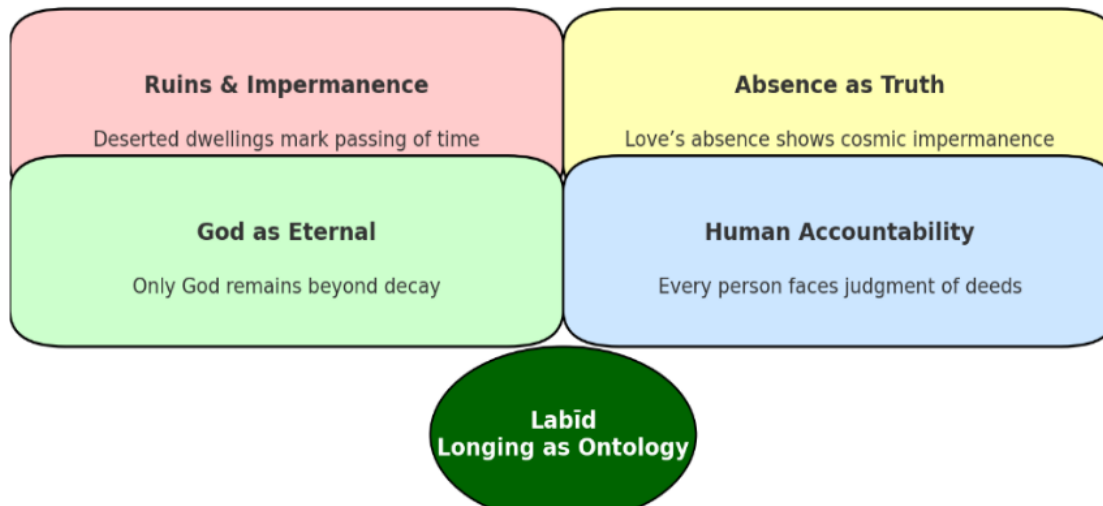 Ruins & Impermanence
Deserted dwellings mark passing of time
Absence as Truth
Love’s absence shows cosmic impermanence
God as Eternal
Only God remains beyond decay
Human Accountability
Every person faces judgment of deeds
Labīd
Longing as Ontology